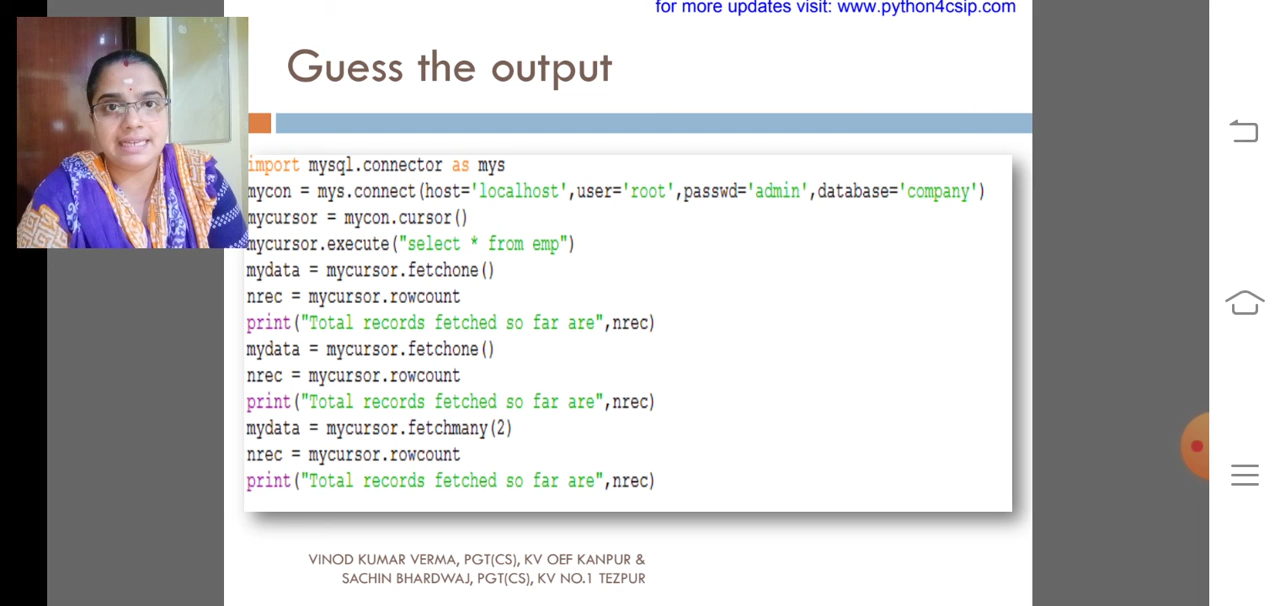 for more updates visit: www.python4csip.com
Guess the output
import mysql.connector as mys
mycon = mys.connect(host='localhost',user='root',passwd='admin',database='company')
mycursor = mycon.cursor()
mycursor.execute("select * from emp")
mydata = mycursor.fetchone()
nrec = mycursor.rowcount
print("Total records fetched so far are",nrec)
mydata = mycursor.fetchone()
nrec = mycursor.rowcount
print("Total records fetched so far are",nrec)
mydata = mycursor.fetchmany(2)
nrec = mycursor.rowcount
print("Total records fetched so far are",nrec)
VINOD KUMAR VERMA, PGT(CS), KV OEF KANPUR &
SACHIN BHARDWAJ, PGT(CS), KV NO.1 TEZPUR